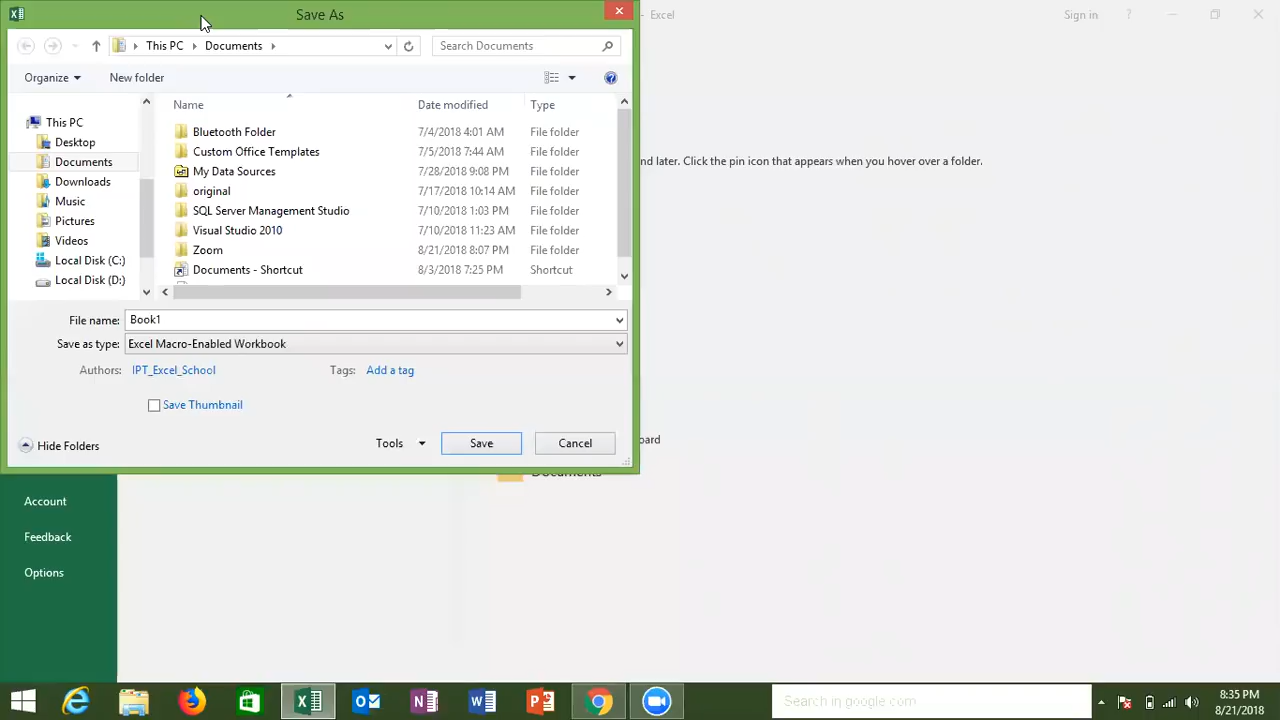 Save As
- Excel
Sign in
This PC
Documents
Search Documents
Organize
New folder
Name
Date modified
Type
This PC
Desktop
Documents
Downloads
Music
Pictures
Videos
Local Disk (C:)
Local Disk (D:)
Bluetooth Folder 7/4/2018 4:01 AM File folder
Custom Office Templates 7/5/2018 7:44 AM File folder
My Data Sources 7/28/2018 9:08 PM File folder
original 7/17/2018 10:14 AM File folder
SQL Server Management Studio 7/10/2018 1:03 PM File folder
Visual Studio 2010 7/10/2018 11:23 AM File folder
Zoom 8/21/2018 8:07 PM File folder
Documents - Shortcut 8/3/2018 7:25 PM Shortcut
nd later. Click the pin icon that appears when you hover over a folder.
File name: Book1
Save as type: Excel Macro-Enabled Workbook
Authors: IPT_Excel_School
Tags: Add a tag
Save Thumbnail
Hide Folders
Tools
Save
Cancel
oard
Documents
Account
Feedback
Options
Search in google com
8:35 PM
8/21/2018